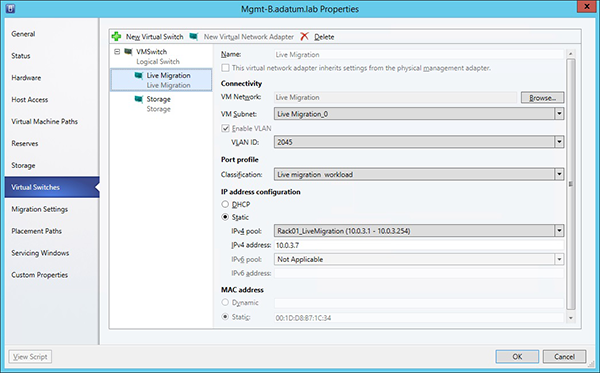 Mgmt-B.adatum.lab Properties
General
Status
Hardware
Host Access
Virtual Machine Paths
Reserves
Storage
Virtual Switches
Migration Settings
Placement Paths
Servicing Windows
Custom Properties
New Virtual Switch New Virtual Network Adapter Delete
VMSwitch
Logical Switch
Live Migration
Live Migration
Storage
Storage
Name: Live Migration
This virtual network adapter inherits settings from the physical management adapter.
Connectivity
VM Network: Live Migration Browse...
VM Subnet: Live Migration_0
Enable VLAN
VLAN ID: 2045
Port profile
Classification: Live migration workload
IP address configuration
DHCP
Static
IPv4 pool: Rack01_LiveMigration (10.0.3.1 - 10.0.3.254)
IPv4 address: 10.0.3.7
IPv6 pool: Not Applicable
IPv6 address:
MAC address
Dynamic
Static: 00:1D:D8:B7:1C:34
View Script OK Cancel